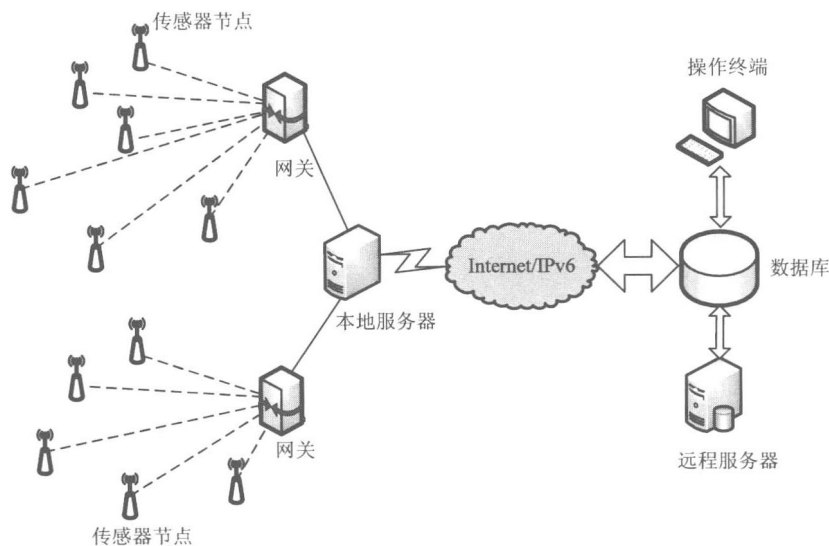 传感器节点
操作终端
网关
Internet/IPv6
数据库
本地服务器
网关
远程服务器
传感器节点